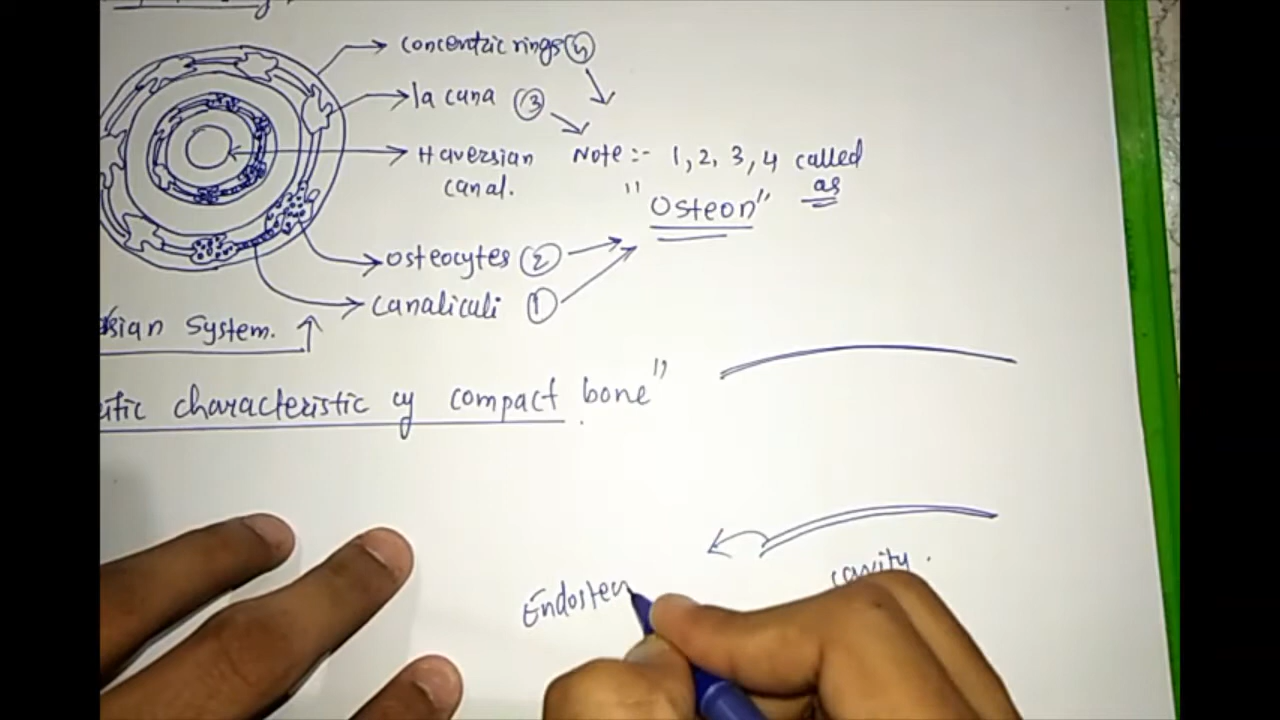 concentric rings 4
lacuna 3
Haversian canal.
Note :- 1, 2, 3, 4 called as
"Osteon"
osteocytes 2
canaliculi 1
System.
characteristic of compact bone"
cavity.
Endosteu